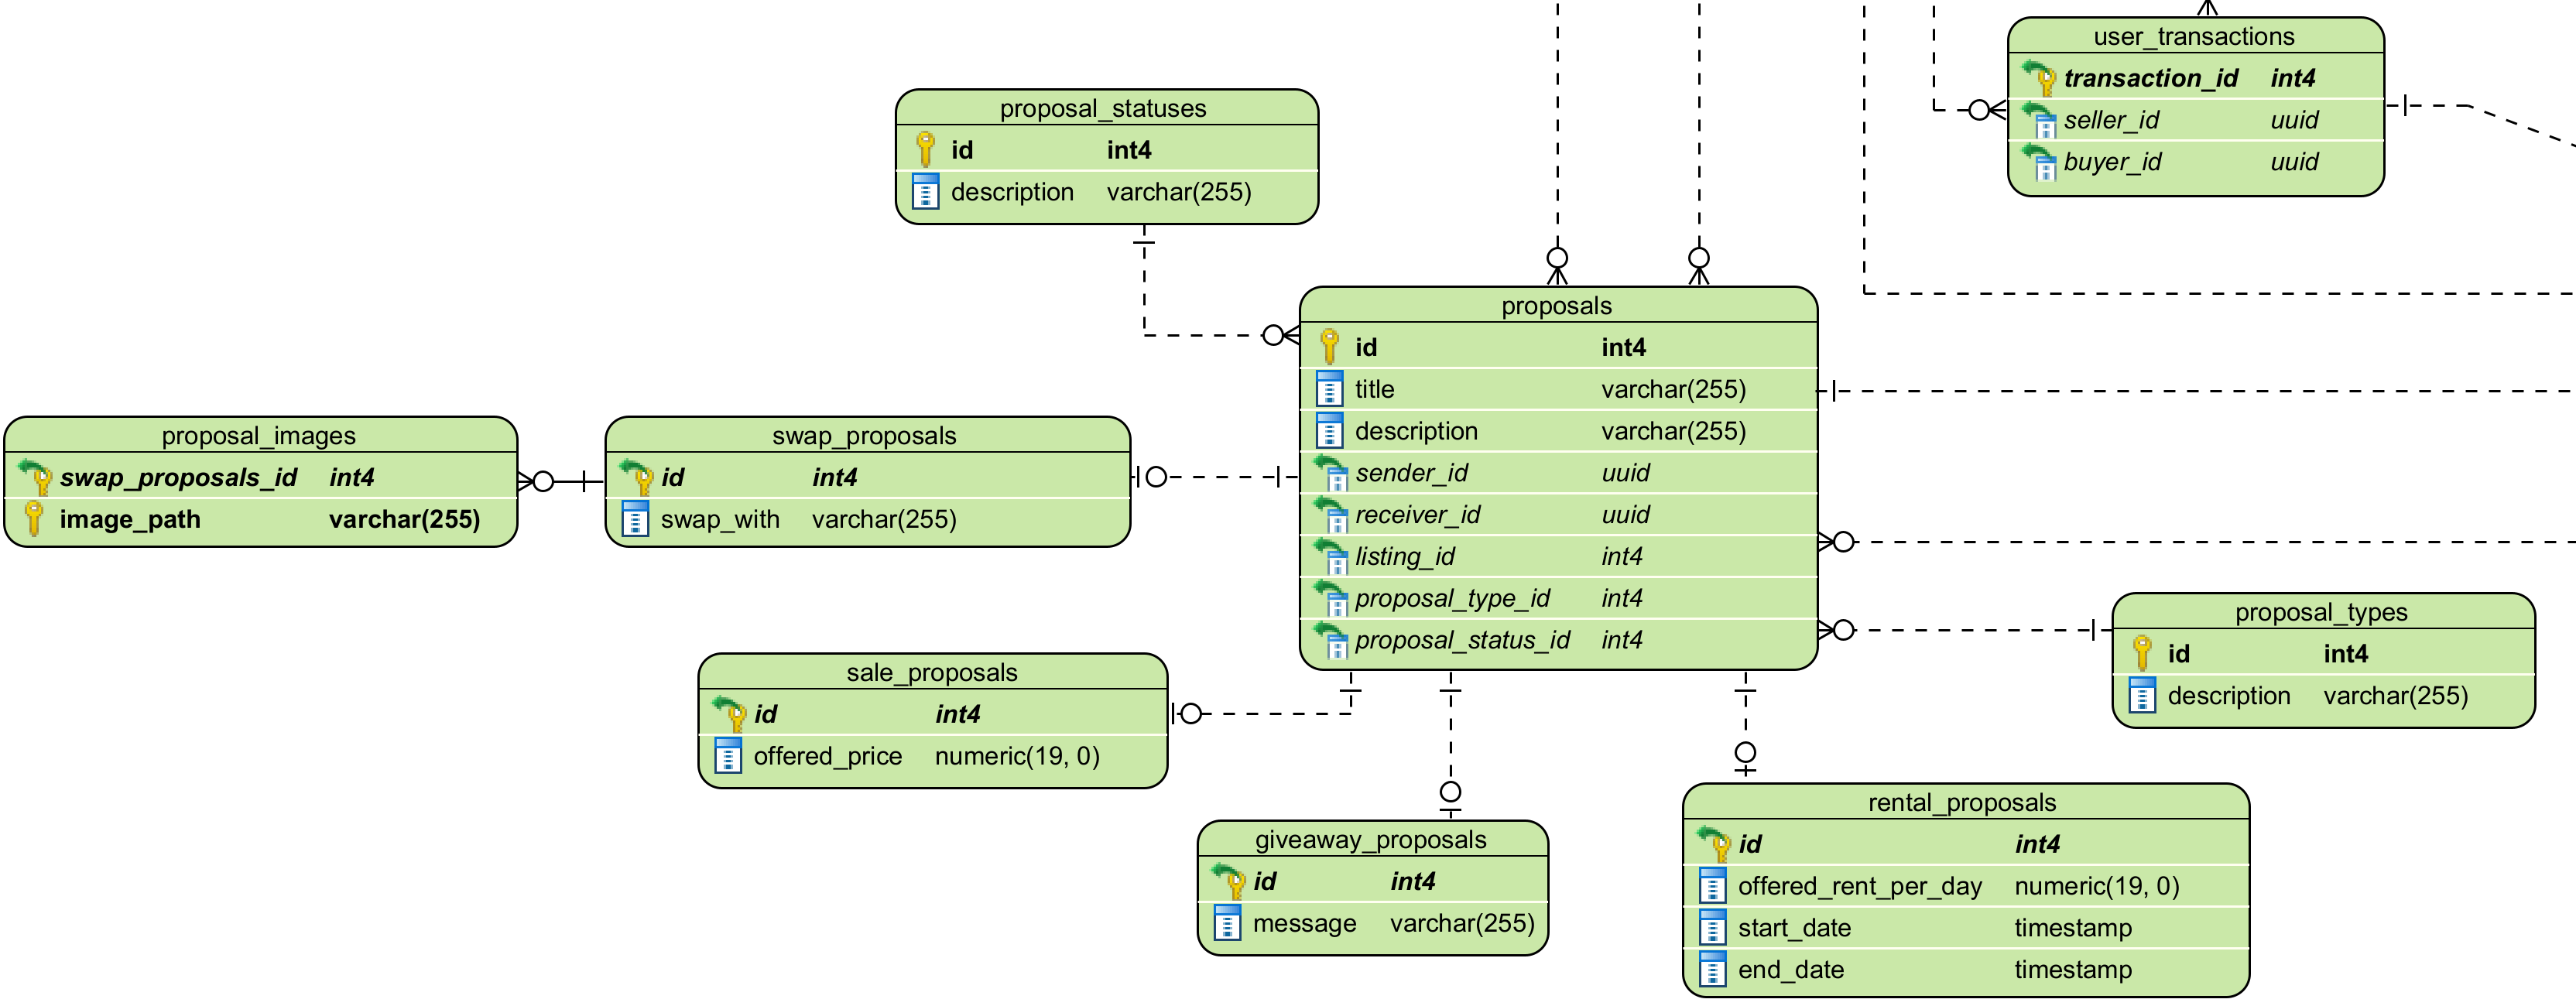 user_transactions
transaction_id int4
seller_id uuid
buyer_id uuid
proposal_statuses
id int4
description varchar(255)
proposals
id int4
title varchar(255)
description varchar(255)
sender_id uuid
receiver_id uuid
listing_id int4
proposal_type_id int4
proposal_status_id int4
proposal_images
swap_proposals_id int4
image_path varchar(255)
swap_proposals
id int4
swap_with varchar(255)
proposal_types
id int4
description varchar(255)
sale_proposals
id int4
offered_price numeric(19, 0)
giveaway_proposals
id int4
message varchar(255)
rental_proposals
id int4
offered_rent_per_day numeric(19, 0)
start_date timestamp
end_date timestamp